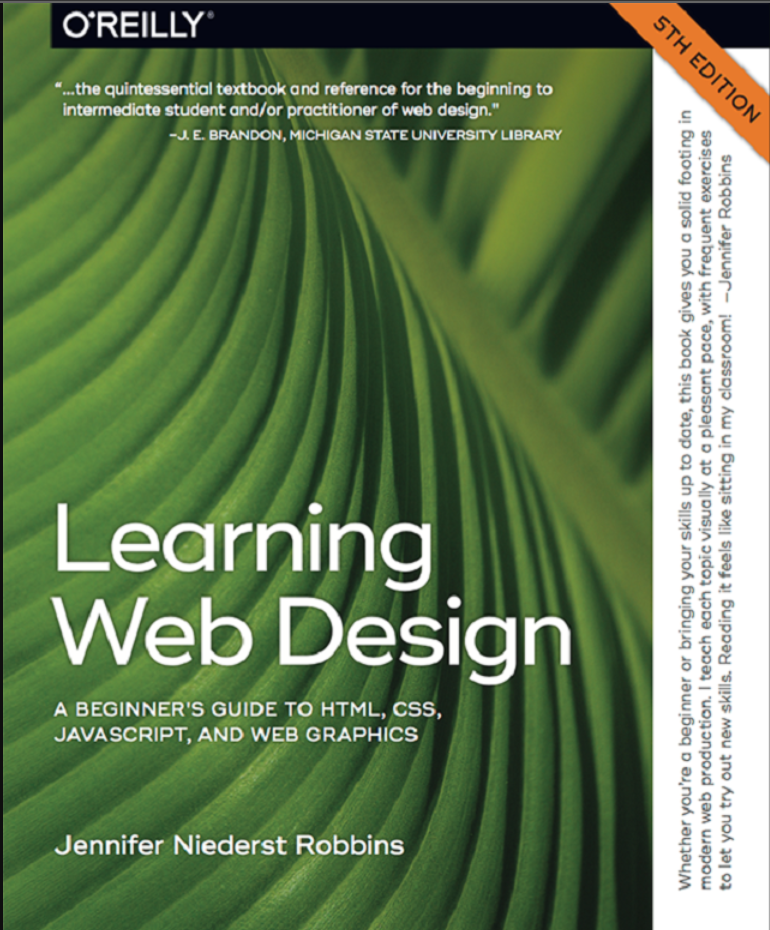 O'REILLY®
5TH EDITION
“...the quintessential textbook and reference for the beginning to
intermediate student and/or practitioner of web design.”
–J. E. BRANDON, MICHIGAN STATE UNIVERSITY LIBRARY
Learning
Web Design
A BEGINNER'S GUIDE TO HTML, CSS,
JAVASCRIPT, AND WEB GRAPHICS
Jennifer Niederst Robbins
Whether you're a beginner or bringing your skills up to date, this book gives you a solid footing in
modern web production. I teach each topic visually at a pleasant pace, with frequent exercises
to let you try out new skills. Reading it feels like sitting in my classroom! –Jennifer Robbins